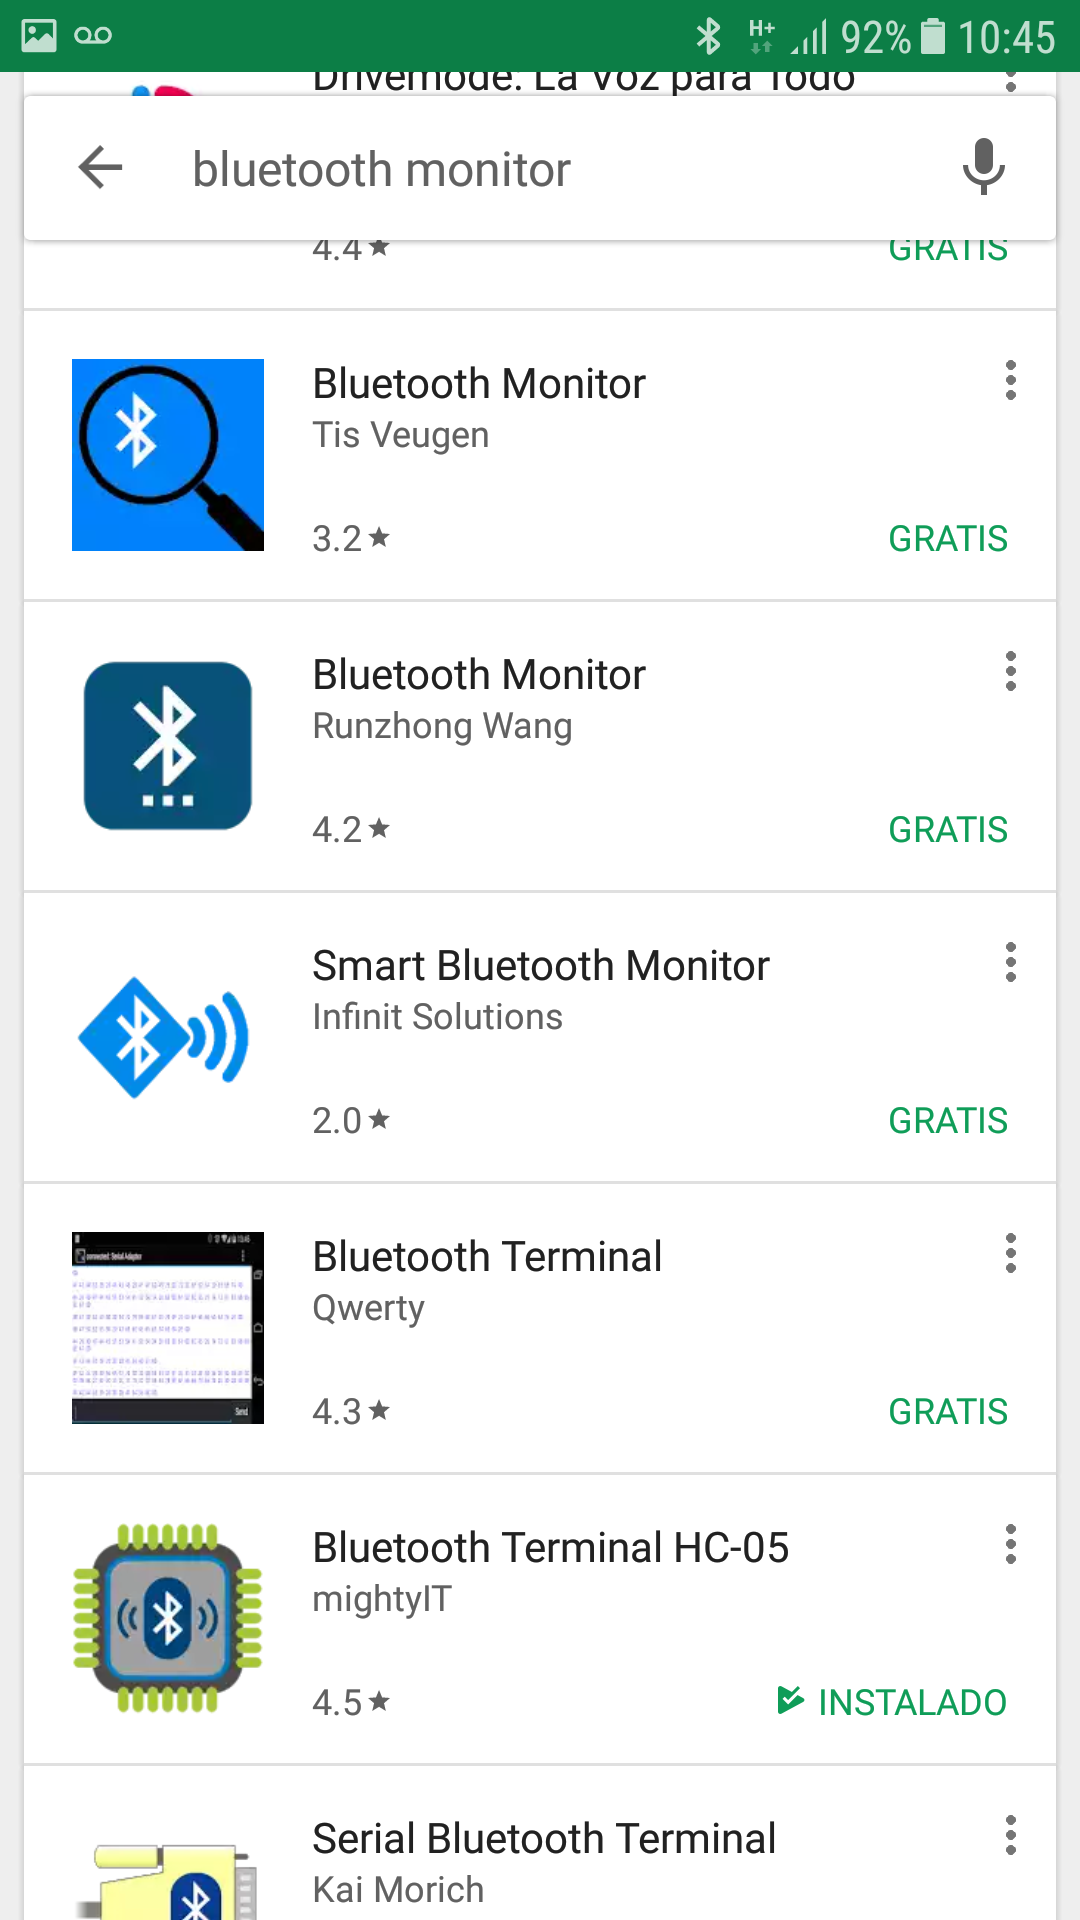 H+ 92% 10:45
Drivemode: La Voz para Todo
bluetooth monitor
4.4
GRATIS
Bluetooth Monitor
Tis Veugen
3.2
GRATIS
Bluetooth Monitor
Runzhong Wang
4.2
GRATIS
Smart Bluetooth Monitor
Infinit Solutions
2.0
GRATIS
Bluetooth Terminal
Qwerty
Send
4.3
GRATIS
Bluetooth Terminal HC-05
mightyIT
4.5
INSTALADO
Serial Bluetooth Terminal
Kai Morich